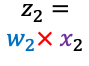 z₂ =
w₂× x₂